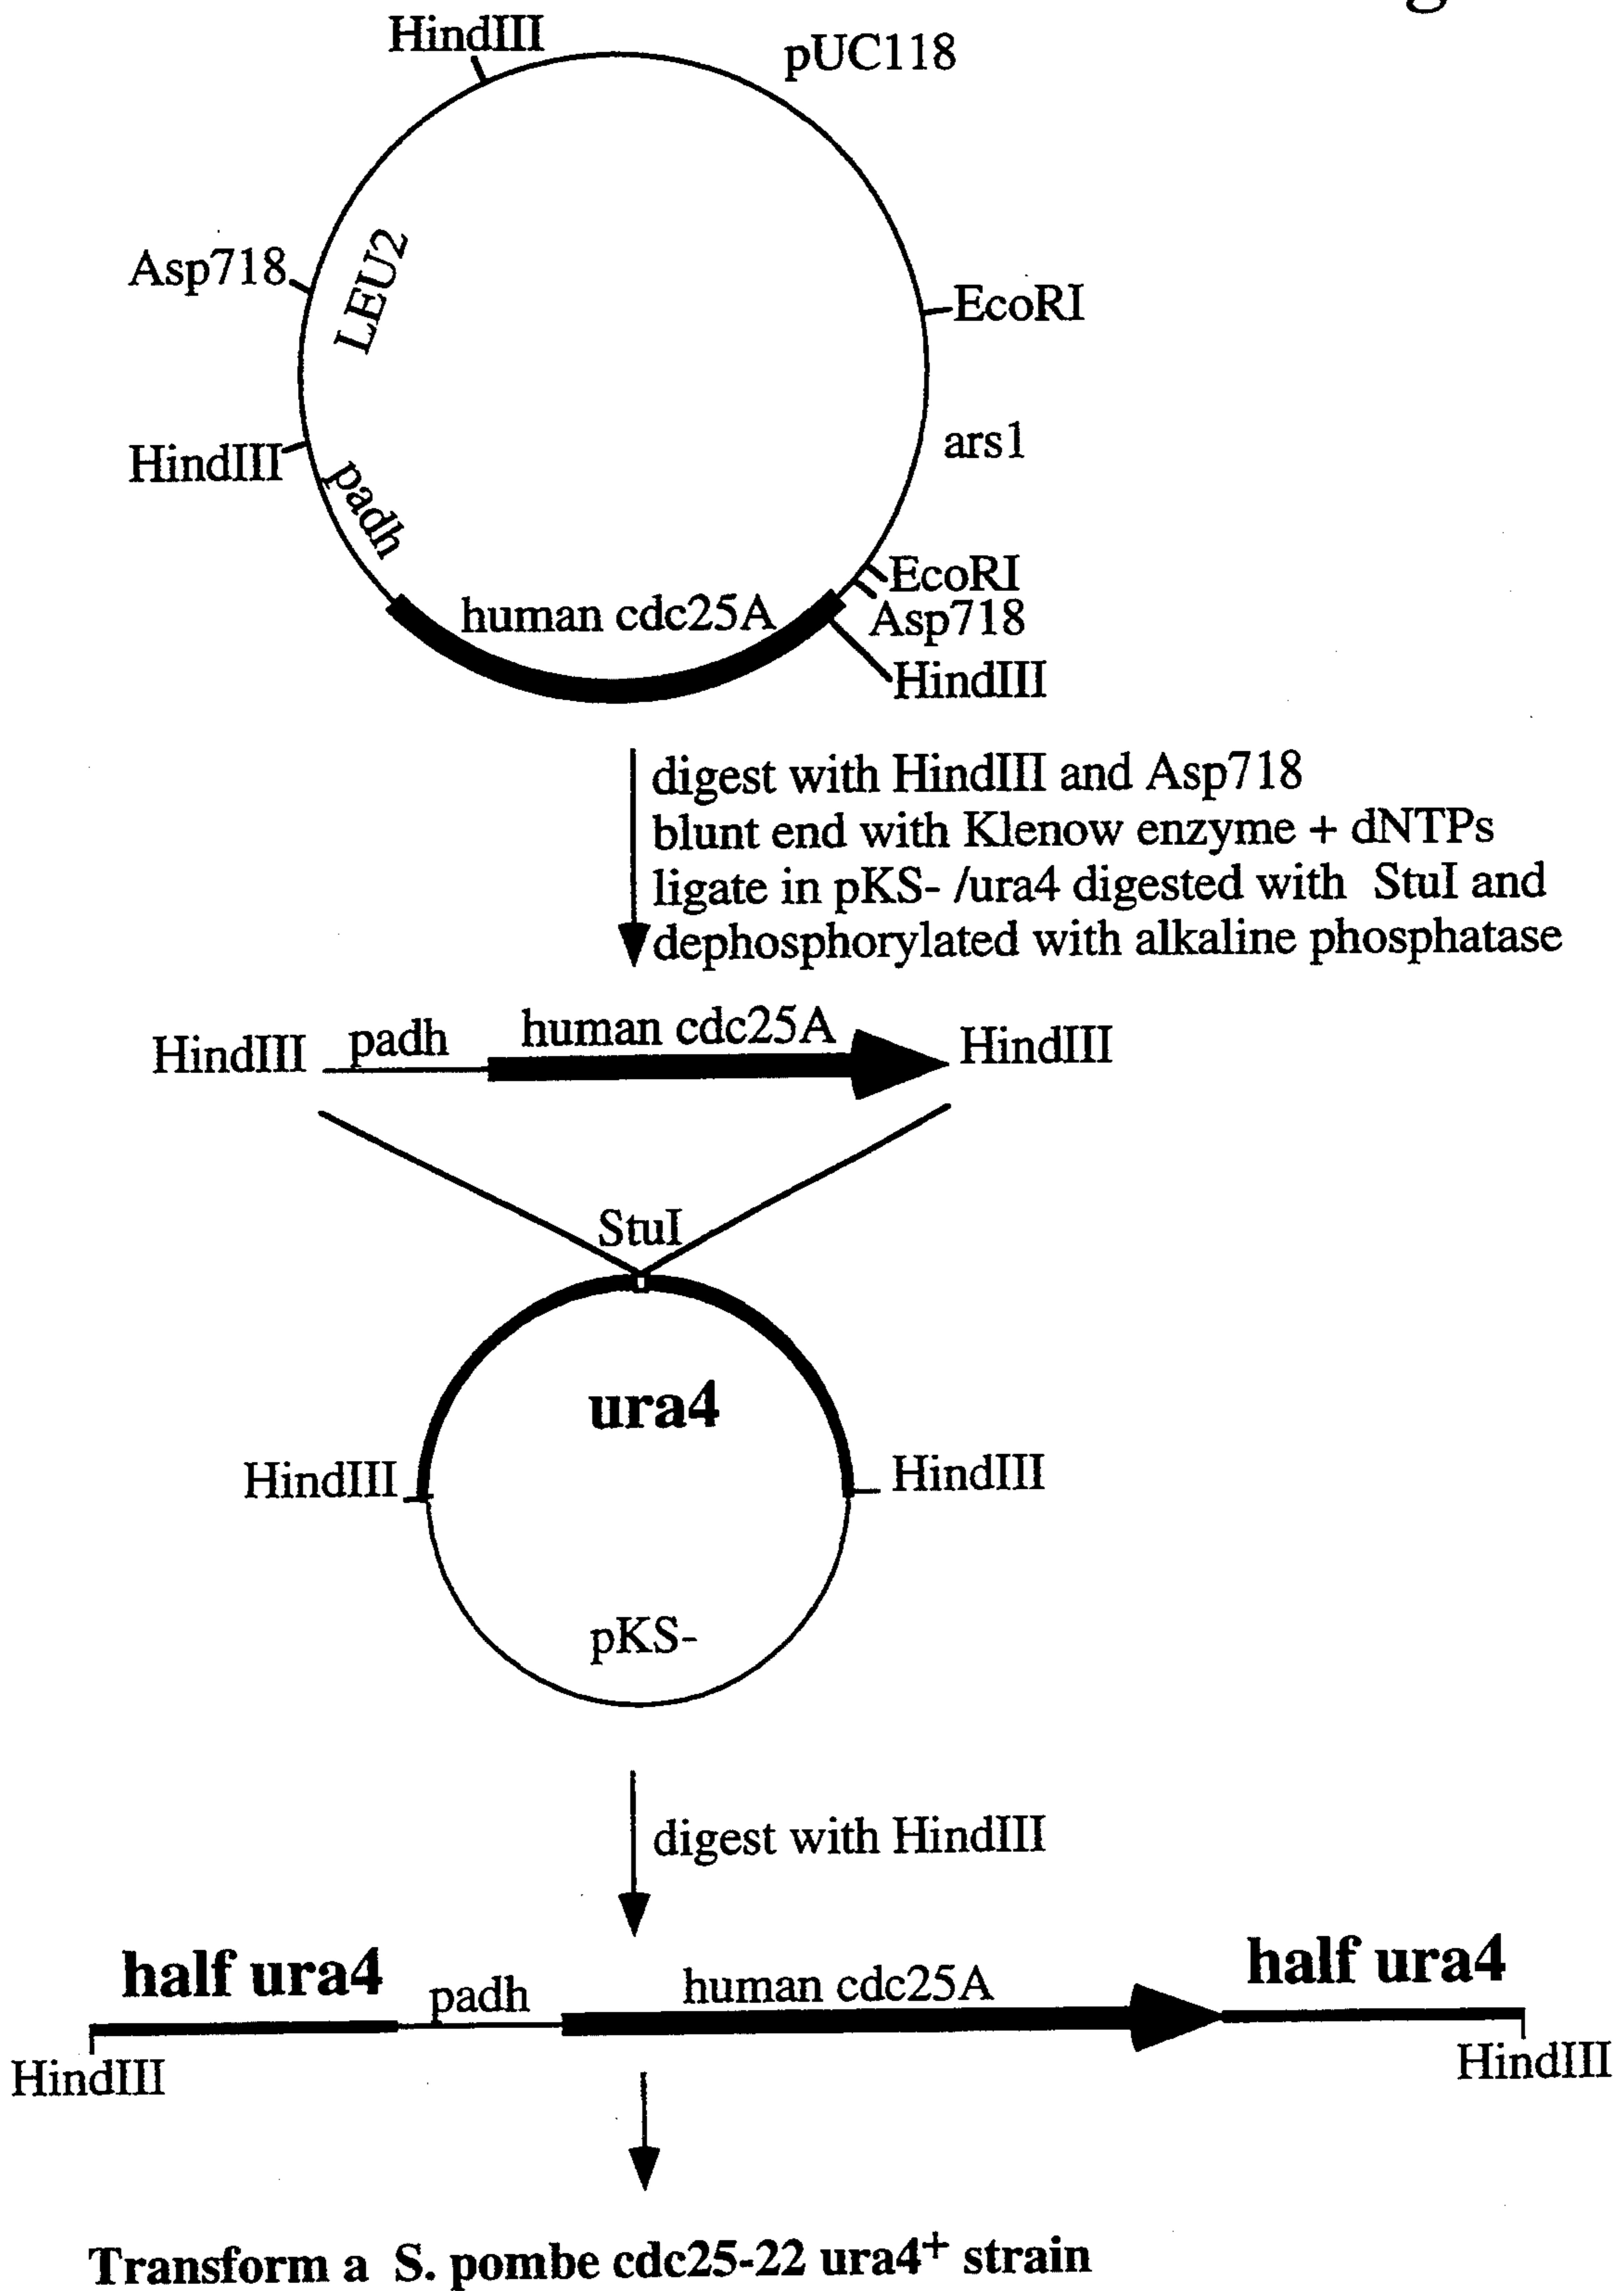 HindIII
pUC118
Asp718
LEU2
EcoRI
HindIII
padh
ars1
human cdc25A
EcoRI
Asp718
HindIII
digest with HindIII and Asp718
blunt end with Klenow enzyme + dNTPs
ligate in pKS- /ura4 digested with StuI and
dephosphorylated with alkaline phosphatase
HindIII padh human cdc25A HindIII
StuI
ura4
HindIII HindIII
pKS-
digest with HindIII
half ura4 padh human cdc25A half ura4
HindIII HindIII
Transform a S. pombe cdc25-22 ura4+ strain